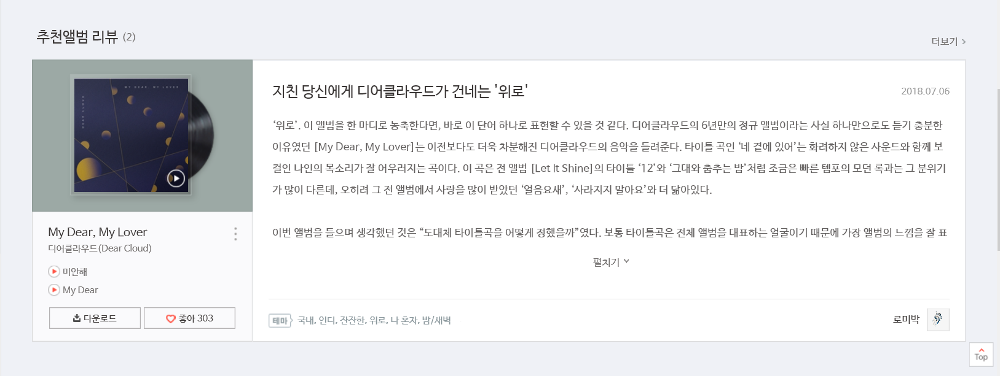 추천앨범 리뷰 (2)
더보기
MY DEAR, MY LOVER
DEAR CLOUD
My Dear, My Lover
디어클라우드(Dear Cloud)
미안해
My Dear
다운로드
좋아 303
지친 당신에게 디어클라우드가 건네는 '위로'
2018.07.06
‘위로’. 이 앨범을 한 마디로 농축한다면, 바로 이 단어 하나로 표현할 수 있을 것 같다. 디어클라우드의 6년만의 정규 앨범이라는 사실 하나만으로도 듣기 충분한
이유였던 [My Dear, My Lover]는 이전보다도 더욱 차분해진 디어클라우드의 음악을 들려준다. 타이틀 곡인 ‘네 곁에 있어’는 화려하지 않은 사운드와 함께 보
컬인 나인의 목소리가 잘 어우러지는 곡이다. 이 곡은 전 앨범 [Let It Shine]의 타이틀 ‘12’와 ‘그대와 춤추는 밤’처럼 조금은 빠른 템포의 모던 록과는 그 분위기
가 많이 다른데, 오히려 그 전 앨범에서 사랑을 많이 받았던 ‘얼음요새’, ‘사라지지 말아요’와 더 닮아있다.
이번 앨범을 들으며 생각했던 것은 “도대체 타이틀곡을 어떻게 정했을까”였다. 보통 타이틀곡은 전체 앨범을 대표하는 얼굴이기 때문에 가장 앨범의 느낌을 잘 표
펼치기
테마 국내, 인디, 잔잔한, 위로, 나 혼자, 밤/새벽
로미박
Top